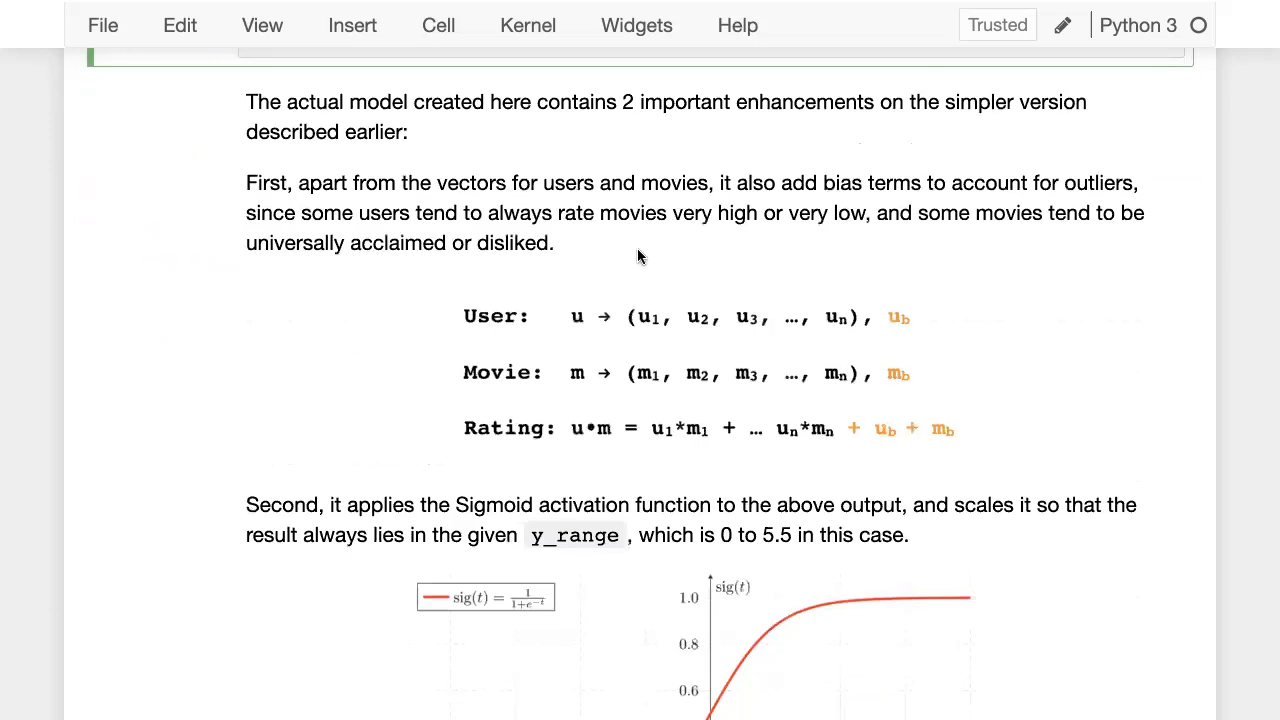 File Edit View Insert Cell Kernel Widgets Help Trusted Python 3
The actual model created here contains 2 important enhancements on the simpler version
described earlier:
First, apart from the vectors for users and movies, it also add bias terms to account for outliers,
since some users tend to always rate movies very high or very low, and some movies tend to be
universally acclaimed or disliked.
User: u → (u₁, u₂, u₃, …, uₙ), u_b
Movie: m → (m₁, m₂, m₃, …, mₙ), m_b
Rating: u•m = u₁*m₁ + … uₙ*mₙ + u_b + m_b
Second, it applies the Sigmoid activation function to the above output, and scales it so that the
result always lies in the given y_range , which is 0 to 5.5 in this case.
sig(t) = 1/(1+e^−t)
sig(t)
1.0
0.8
0.6